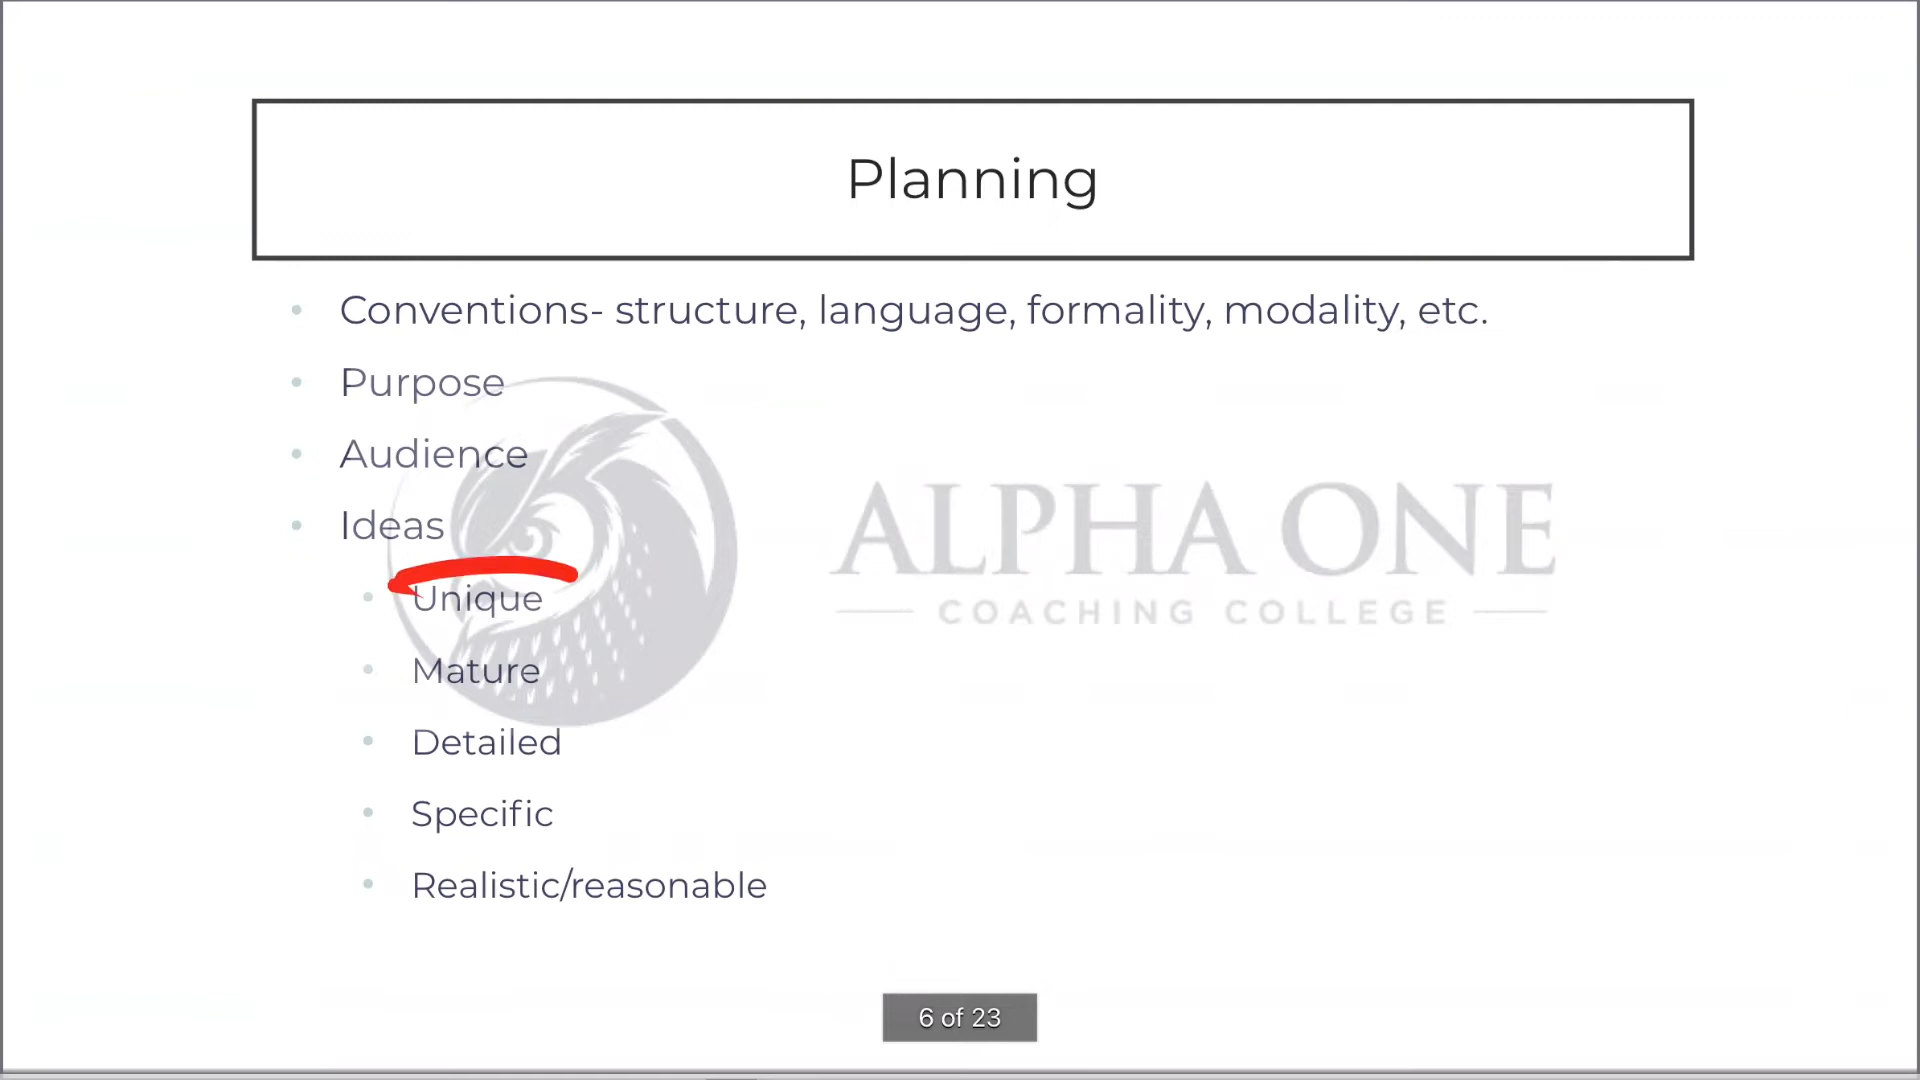 Planning
Conventions- structure, language, formality, modality, etc.
Purpose
Audience
Ideas
Unique
Mature
Detailed
Specific
Realistic/reasonable
ALPHA ONE
COACHING COLLEGE
6 of 23